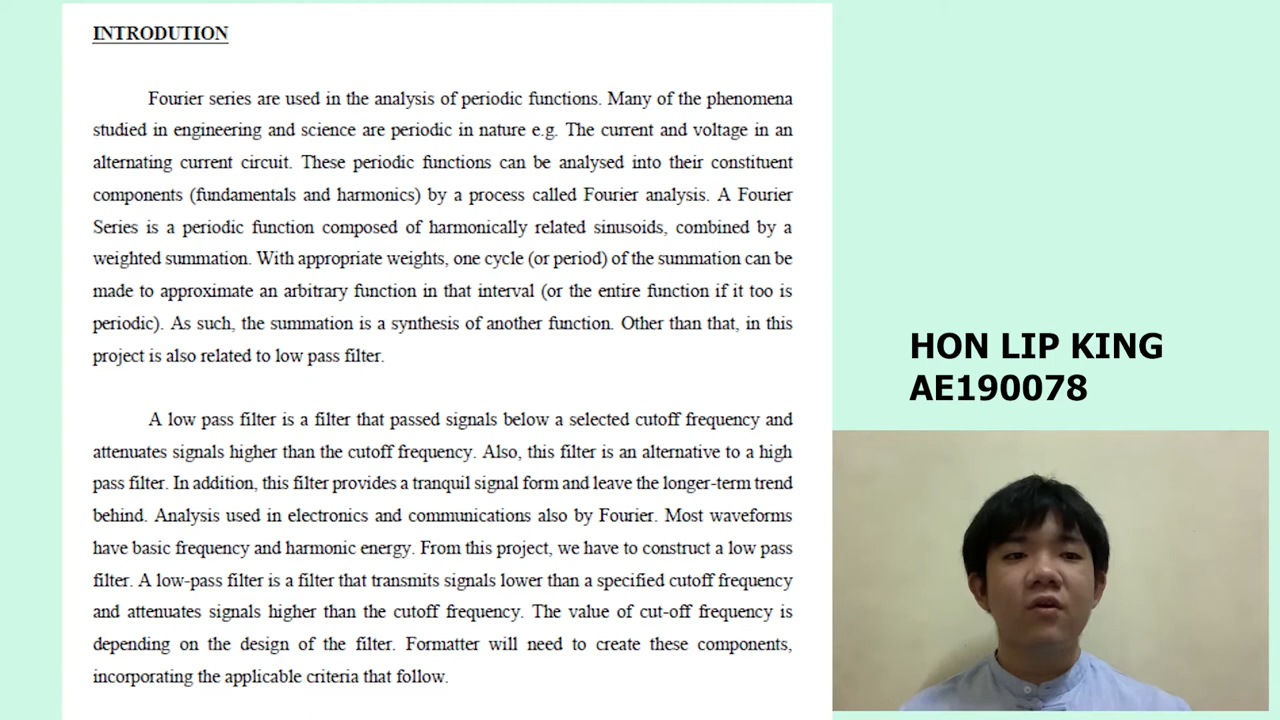 INTRODUTION
Fourier series are used in the analysis of periodic functions. Many of the phenomena
studied in engineering and science are periodic in nature e.g. The current and voltage in an
alternating current circuit. These periodic functions can be analysed into their constituent
components (fundamentals and harmonics) by a process called Fourier analysis. A Fourier
Series is a periodic function composed of harmonically related sinusoids, combined by a
weighted summation. With appropriate weights, one cycle (or period) of the summation can be
made to approximate an arbitrary function in that interval (or the entire function if it too is
periodic). As such, the summation is a synthesis of another function. Other than that, in this
project is also related to low pass filter.
A low pass filter is a filter that passed signals below a selected cutoff frequency and
attenuates signals higher than the cutoff frequency. Also, this filter is an alternative to a high
pass filter. In addition, this filter provides a tranquil signal form and leave the longer-term trend
behind. Analysis used in electronics and communications also by Fourier. Most waveforms
have basic frequency and harmonic energy. From this project, we have to construct a low pass
filter. A low-pass filter is a filter that transmits signals lower than a specified cutoff frequency
and attenuates signals higher than the cutoff frequency. The value of cut-off frequency is
depending on the design of the filter. Formatter will need to create these components,
incorporating the applicable criteria that follow.
HON LIP KING
AE190078